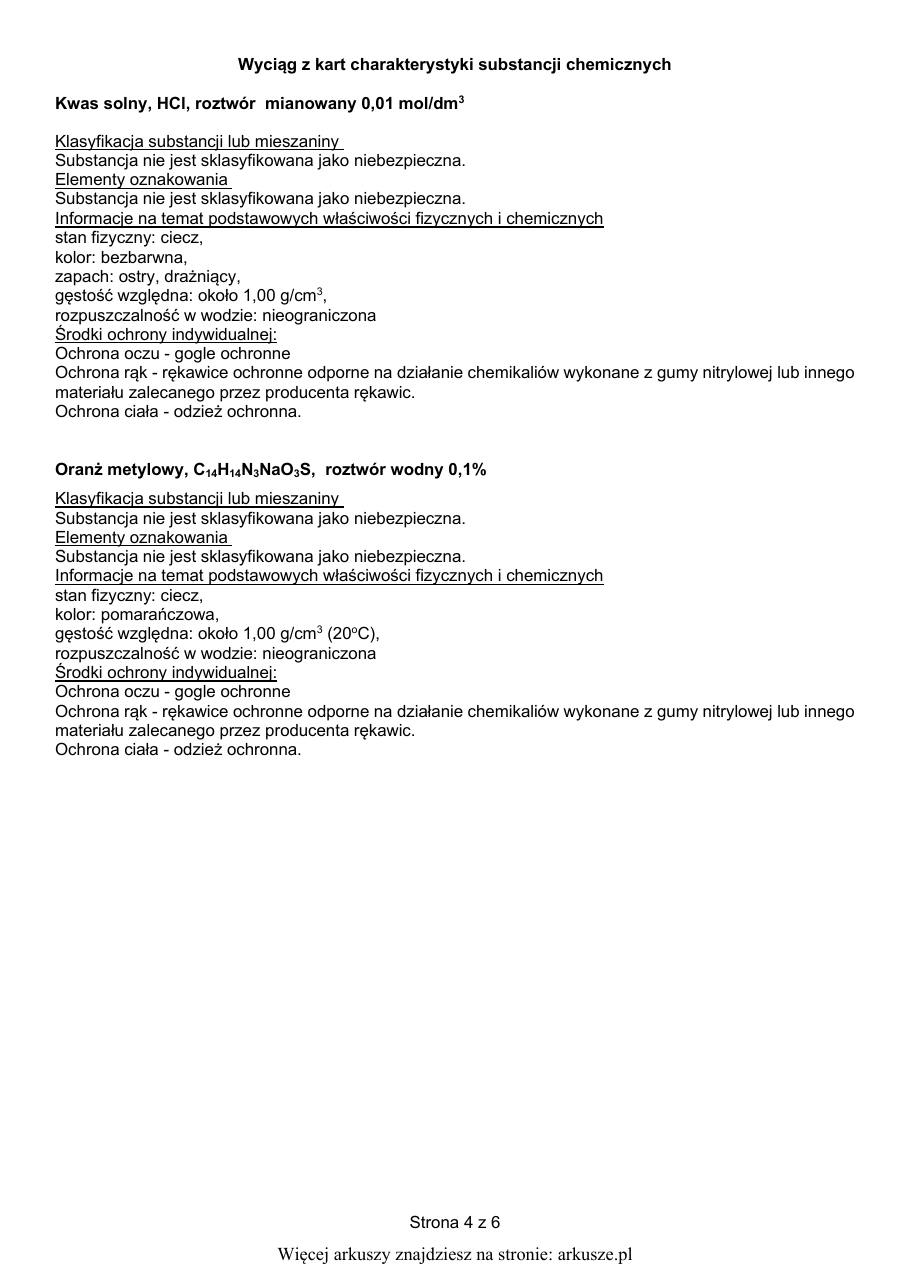 Wyciąg z kart charakterystyki substancji chemicznych
Kwas solny, HCl, roztwór mianowany 0,01 mol/dm³
Klasyfikacja substancji lub mieszaniny
Substancja nie jest sklasyfikowana jako niebezpieczna.
Elementy oznakowania
Substancja nie jest sklasyfikowana jako niebezpieczna.
Informacje na temat podstawowych właściwości fizycznych i chemicznych
stan fizyczny: ciecz,
kolor: bezbarwna,
zapach: ostry, drażniący,
gęstość względna: około 1,00 g/cm³,
rozpuszczalność w wodzie: nieograniczona
Środki ochrony indywidualnej:
Ochrona oczu - gogle ochronne
Ochrona rąk - rękawice ochronne odporne na działanie chemikaliów wykonane z gumy nitrylowej lub innego
materiału zalecanego przez producenta rękawic.
Ochrona ciała - odzież ochronna.
Oranż metylowy, C₁₄H₁₄N₃NaO₃S, roztwór wodny 0,1%
Klasyfikacja substancji lub mieszaniny
Substancja nie jest sklasyfikowana jako niebezpieczna.
Elementy oznakowania
Substancja nie jest sklasyfikowana jako niebezpieczna.
Informacje na temat podstawowych właściwości fizycznych i chemicznych
stan fizyczny: ciecz,
kolor: pomarańczowa,
gęstość względna: około 1,00 g/cm³ (20ºC),
rozpuszczalność w wodzie: nieograniczona
Środki ochrony indywidualnej:
Ochrona oczu - gogle ochronne
Ochrona rąk - rękawice ochronne odporne na działanie chemikaliów wykonane z gumy nitrylowej lub innego
materiału zalecanego przez producenta rękawic.
Ochrona ciała - odzież ochronna.
Strona 4 z 6
Więcej arkuszy znajdziesz na stronie: arkusze.pl